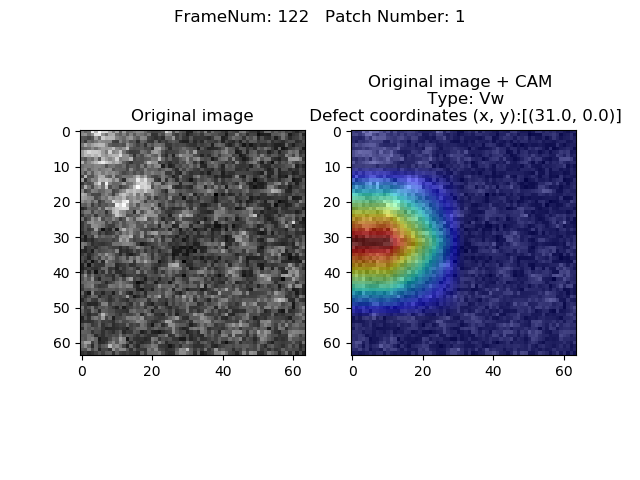 FrameNum: 122   Patch Number: 1
Original image
0
10
20
30
40
50
60
0 20 40 60
Original image + CAM
Type: Vw
Defect coordinates (x, y):[(31.0, 0.0)]
0
10
20
30
40
50
60
0 20 40 60